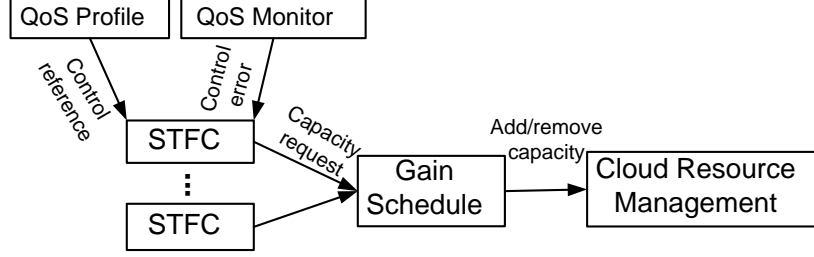 QoS Profile
QoS Monitor
Control
reference
Control
error
STFC
Capacity
request
Add/remove
capacity
Gain
Schedule
Cloud Resource
Management
STFC